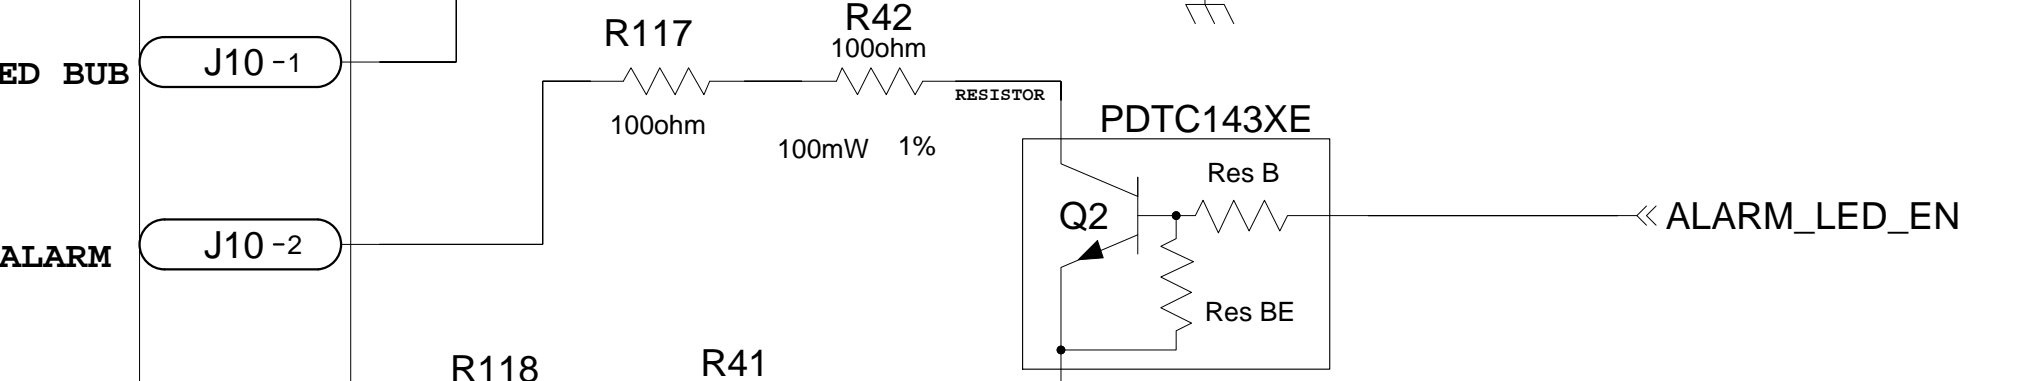 R117
R42
100ohm
J10 -1
ED BUB
RESISTOR
100ohm
100mW 1%
PDTC143XE
Res B
Q2
ALARM_LED_EN
J10 -2
ALARM
Res BE
R118
R41